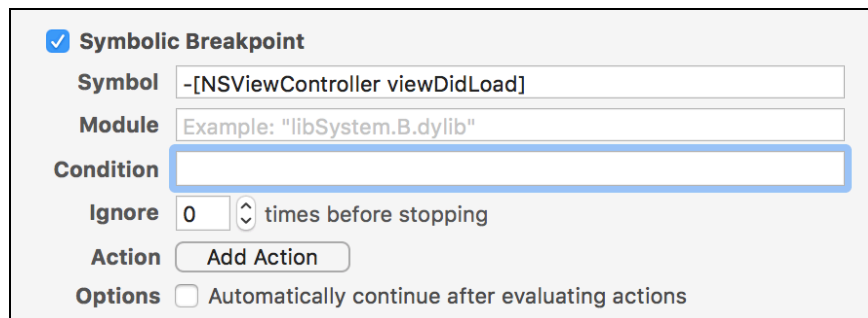 Symbolic Breakpoint
Symbol -[NSViewController viewDidLoad]
Module Example: "libSystem.B.dylib"
Condition
Ignore 0 times before stopping
Action Add Action
Options Automatically continue after evaluating actions